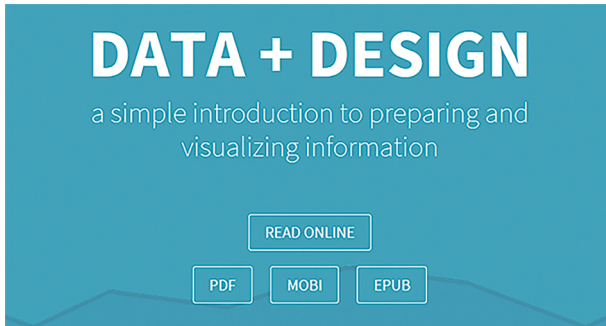 DATA + DESIGN
a simple introduction to preparing and
visualizing information
READ ONLINE
PDF MOBI EPUB